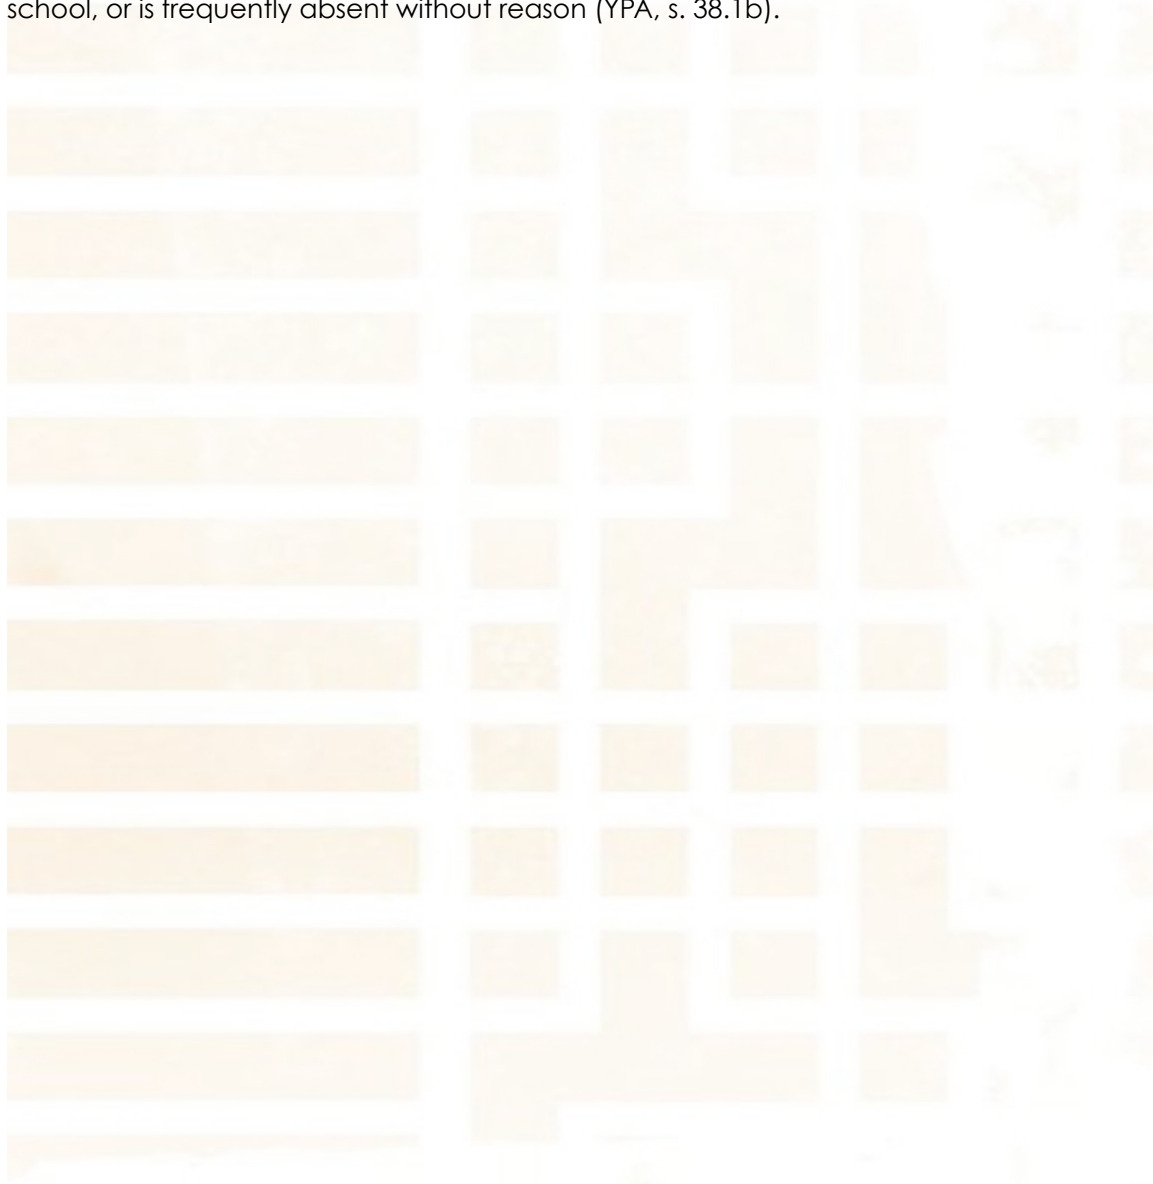 school, or is frequently absent without reason (YPA, s. 38.1b).